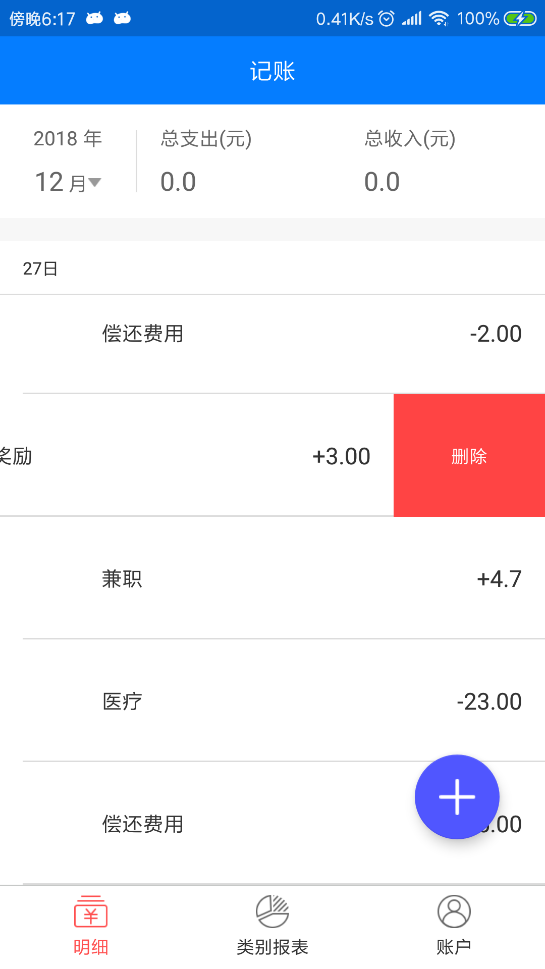 傍晚6:17 0.41K/s 100%
记账
2018 年 总支出(元) 总收入(元)
12 月 0.0 0.0
27日
偿还费用 -2.00
奖励 +3.00 删除
兼职 +4.7
医疗 -23.00
偿还费用 .00
明细 类别报表 账户